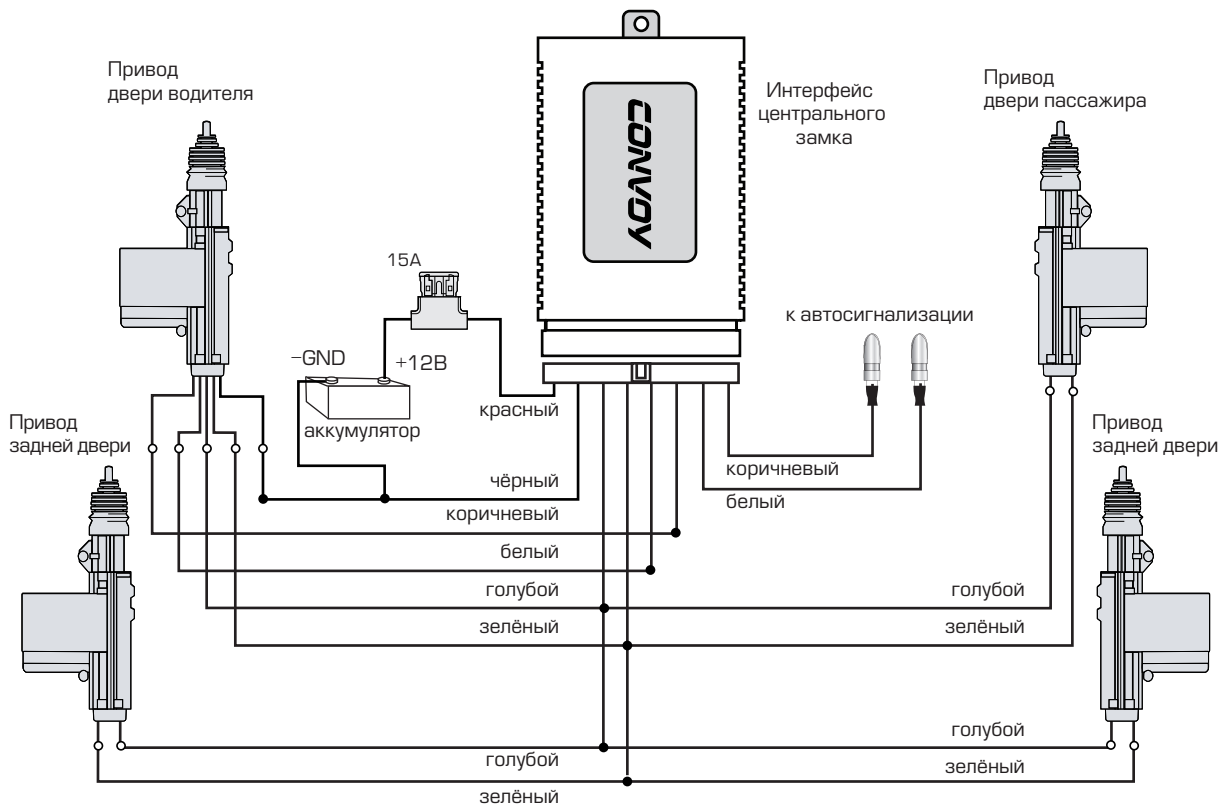 Привод
двери водителя
CONVOY
Интерфейс
центрального
замка
Привод
двери пассажира
15А
к автосигнализации
–GND
+12В
аккумулятор
красный
Привод
задней двери
Привод
задней двери
коричневый
белый
чёрный
коричневый
белый
голубой
голубой
зелёный
зелёный
голубой
голубой
зелёный
зелёный